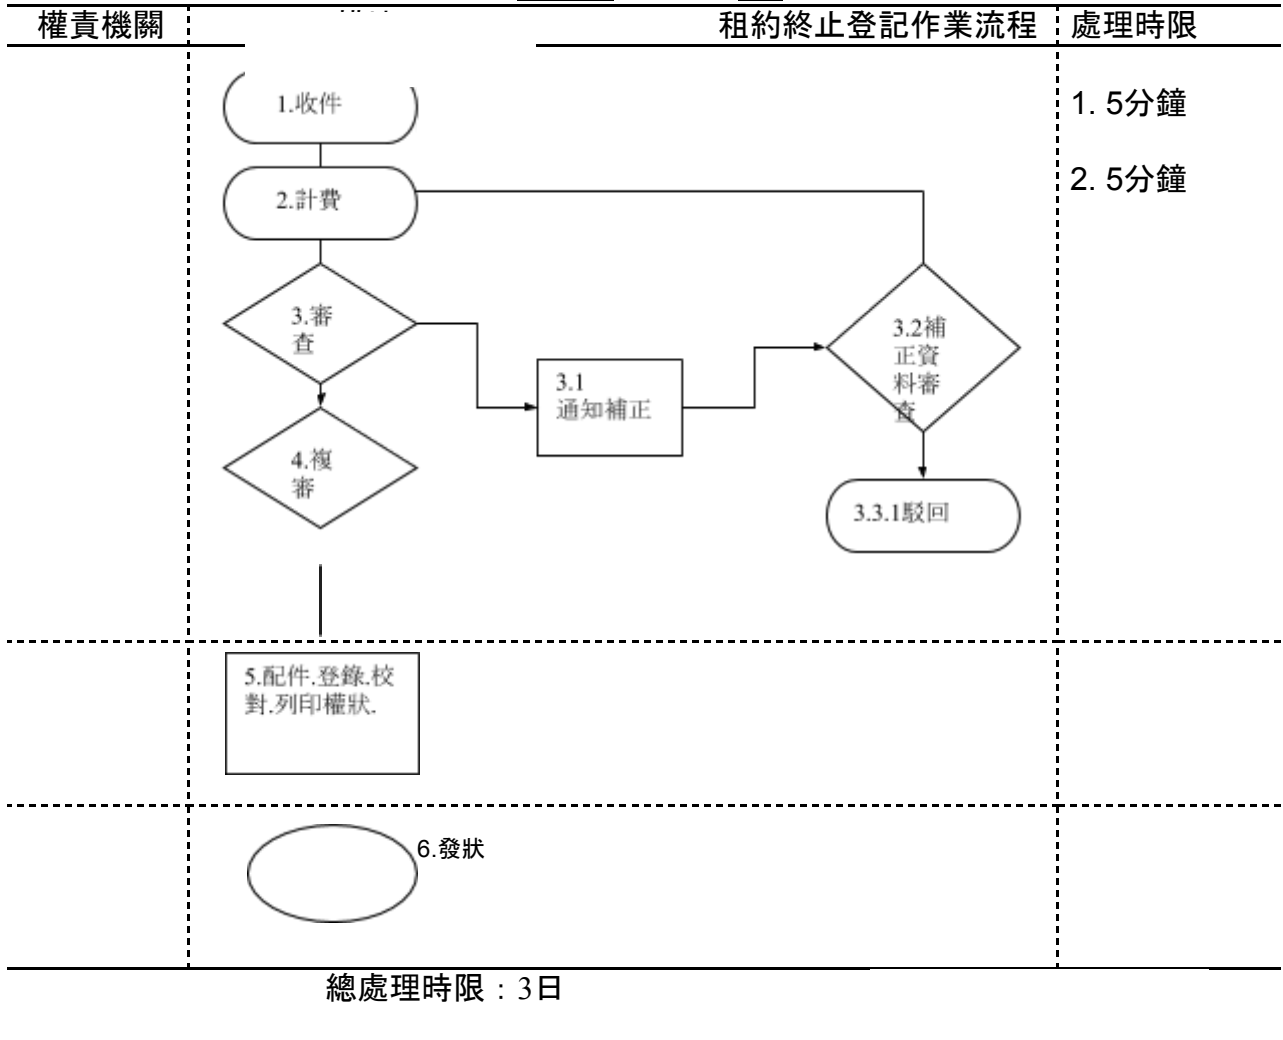 權責機關
租約終止登記作業流程
處理時限
1.收件
1. 5分鐘
2.計費
2. 5分鐘
3.審
查
3.1
通知補正
3.2補
正資
料審
查
4.複
審
3.3.1駁回
5.配件.登錄.校
對.列印權狀.
6.發狀
總處理時限：3日